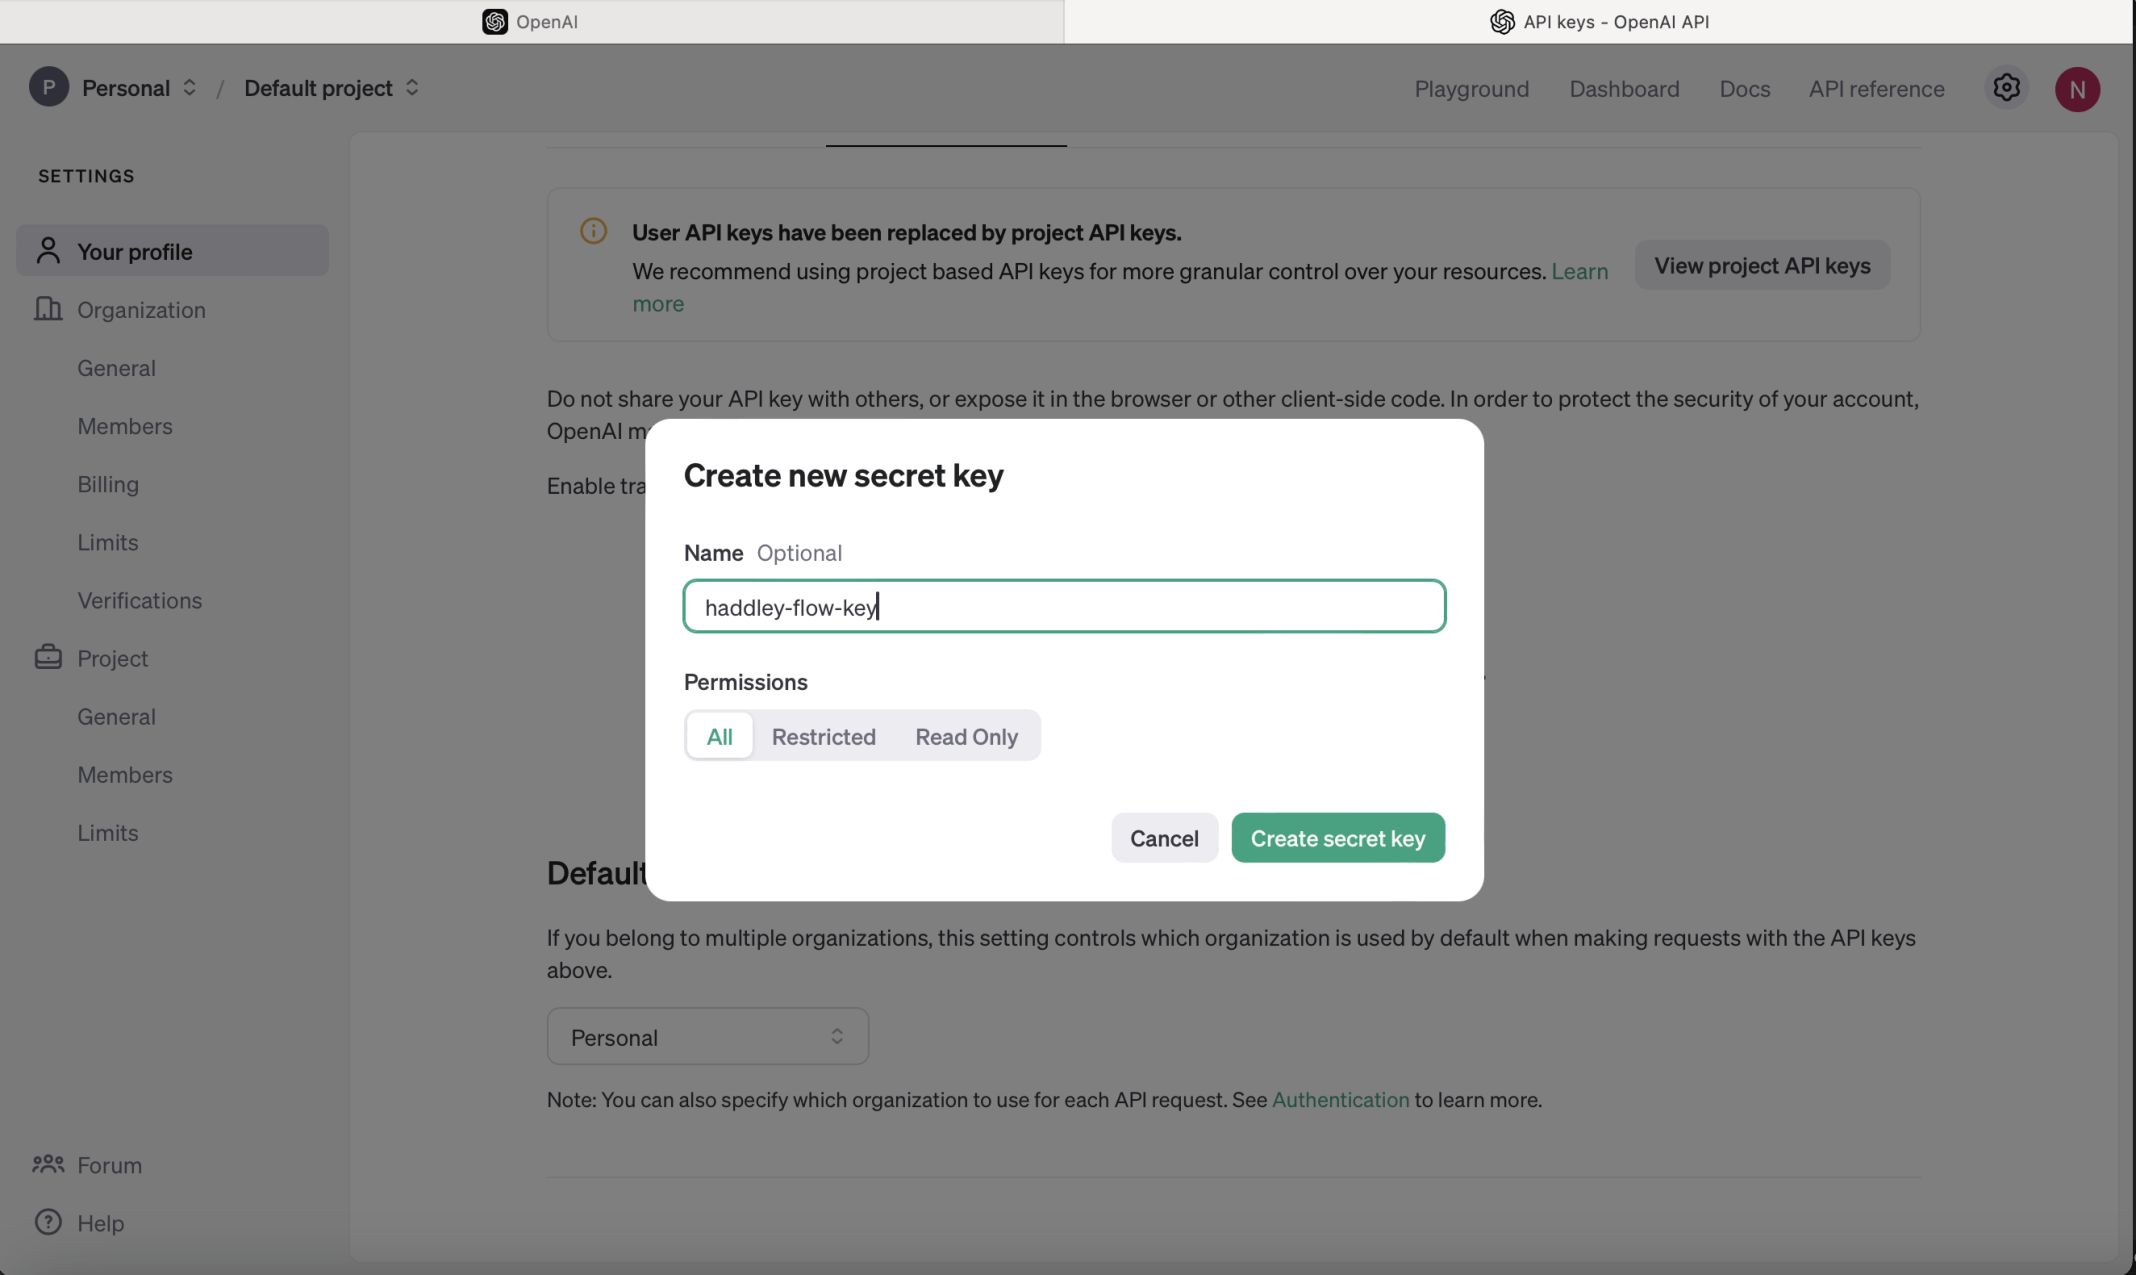 OpenAI
API keys - OpenAI API
P Personal / Default project
Playground Dashboard Docs API reference N
SETTINGS
Your profile
Organization
General
Members
Billing
Limits
Verifications
Project
General
Members
Limits
Forum
Help
User API keys have been replaced by project API keys.
We recommend using project based API keys for more granular control over your resources. Learn
more
View project API keys
Do not share your API key with others, or expose it in the browser or other client-side code. In order to protect the security of your account,
OpenAI
Enable
Create new secret key
Name Optional
haddley-flow-key
Permissions
All Restricted Read Only
Cancel Create secret key
Default
If you belong to multiple organizations, this setting controls which organization is used by default when making requests with the API keys
above.
Personal
Note: You can also specify which organization to use for each API request. See Authentication to learn more.